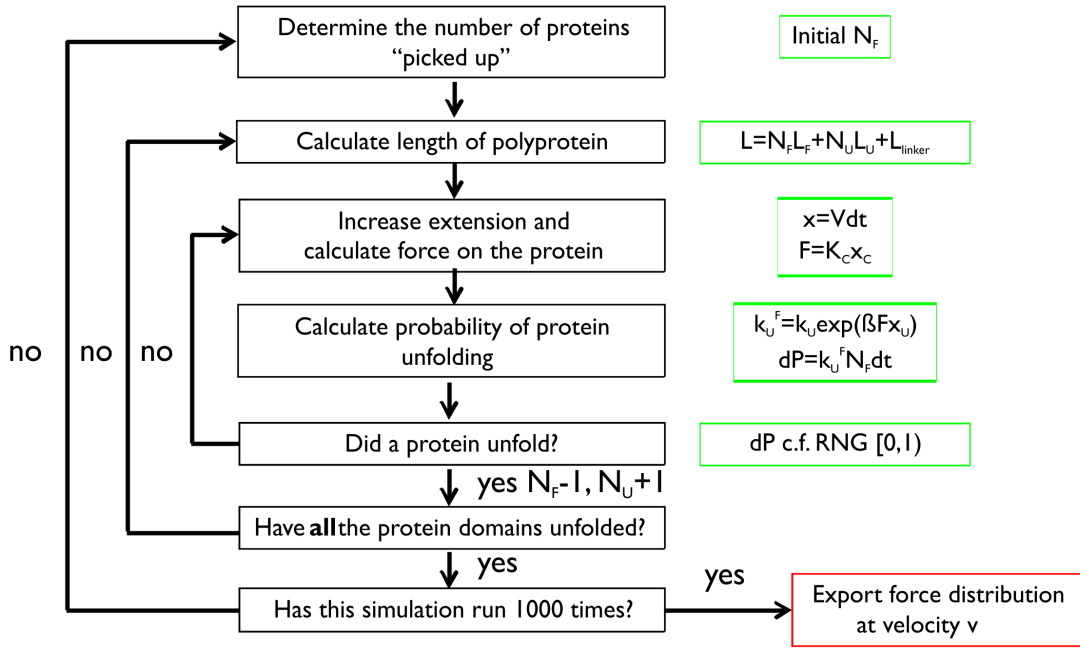 Determine the number of proteins
“picked up”
Initial N_F
Calculate length of polyprotein
L=N_FL_F+N_UL_U+L_linker
Increase extension and
calculate force on the protein
x=Vdt
F=K_Cx_C
Calculate probability of protein
unfolding
k_U^F=k_Uexp(ßFx_U)
dP=k_U^FN_Fdt
no
no
no
Did a protein unfold?
dP c.f. RNG [0,1)
yes N_F-1, N_U+1
Have all the protein domains unfolded?
yes
Has this simulation run 1000 times?
yes
Export force distribution
at velocity v